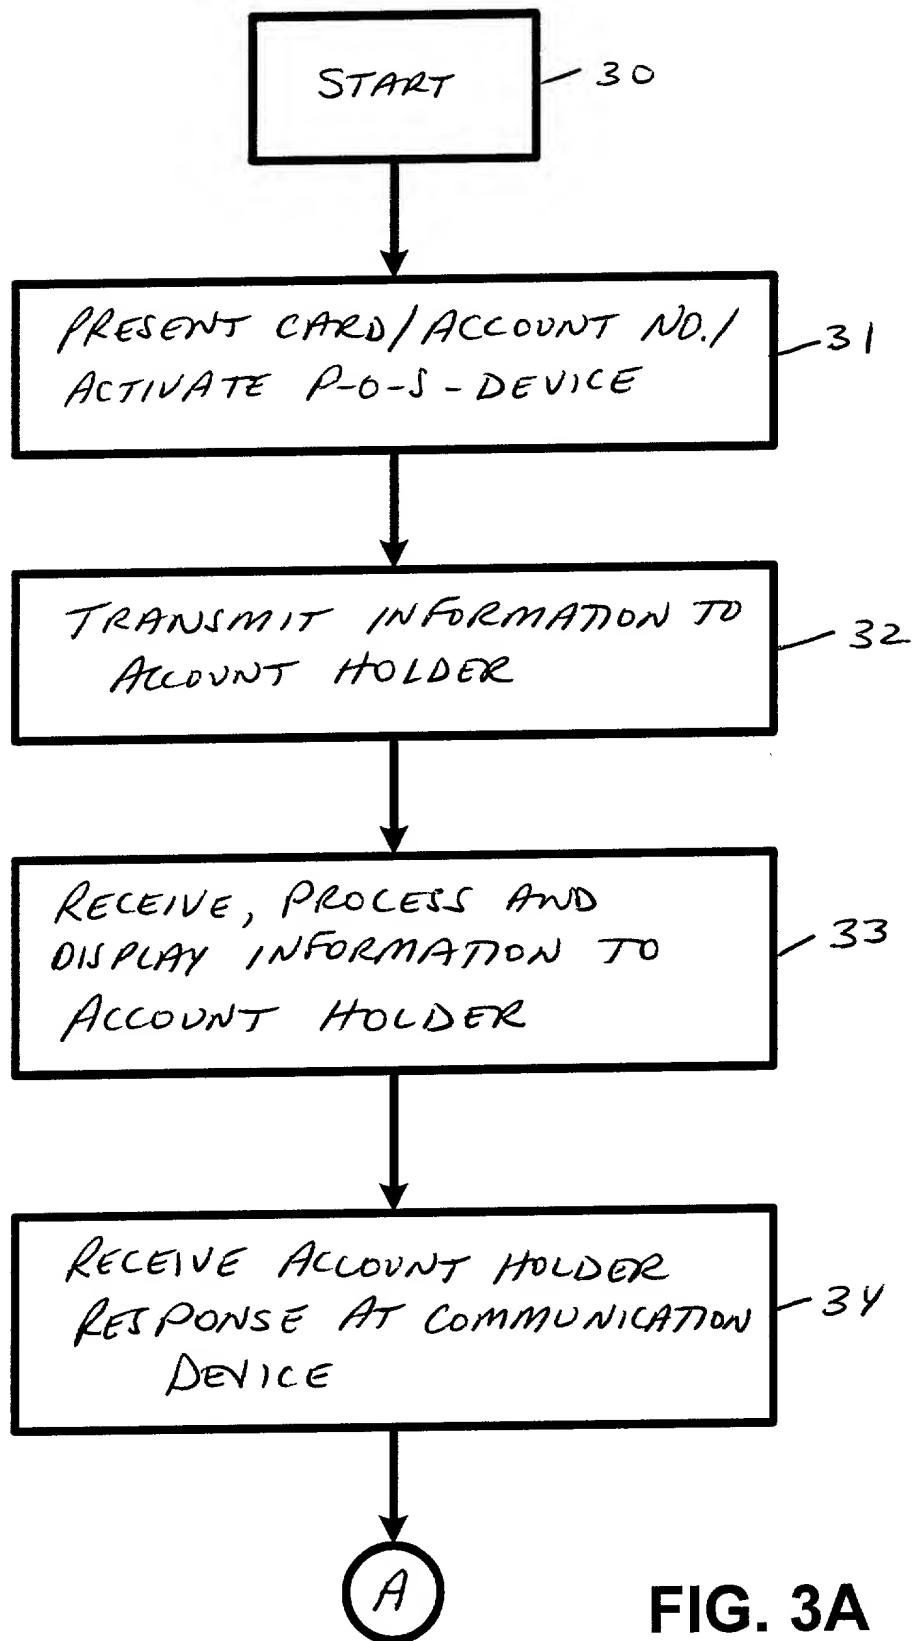 START
30
PRESENT CARD/ACCOUNT NO./
ACTIVATE P-O-S-DEVICE
31
TRANSMIT INFORMATION TO
ACCOUNT HOLDER
32
RECEIVE, PROCESS AND
DISPLAY INFORMATION TO
ACCOUNT HOLDER
33
RECEIVE ACCOUNT HOLDER
RESPONSE AT COMMUNICATION
DEVICE
34
A
FIG. 3A